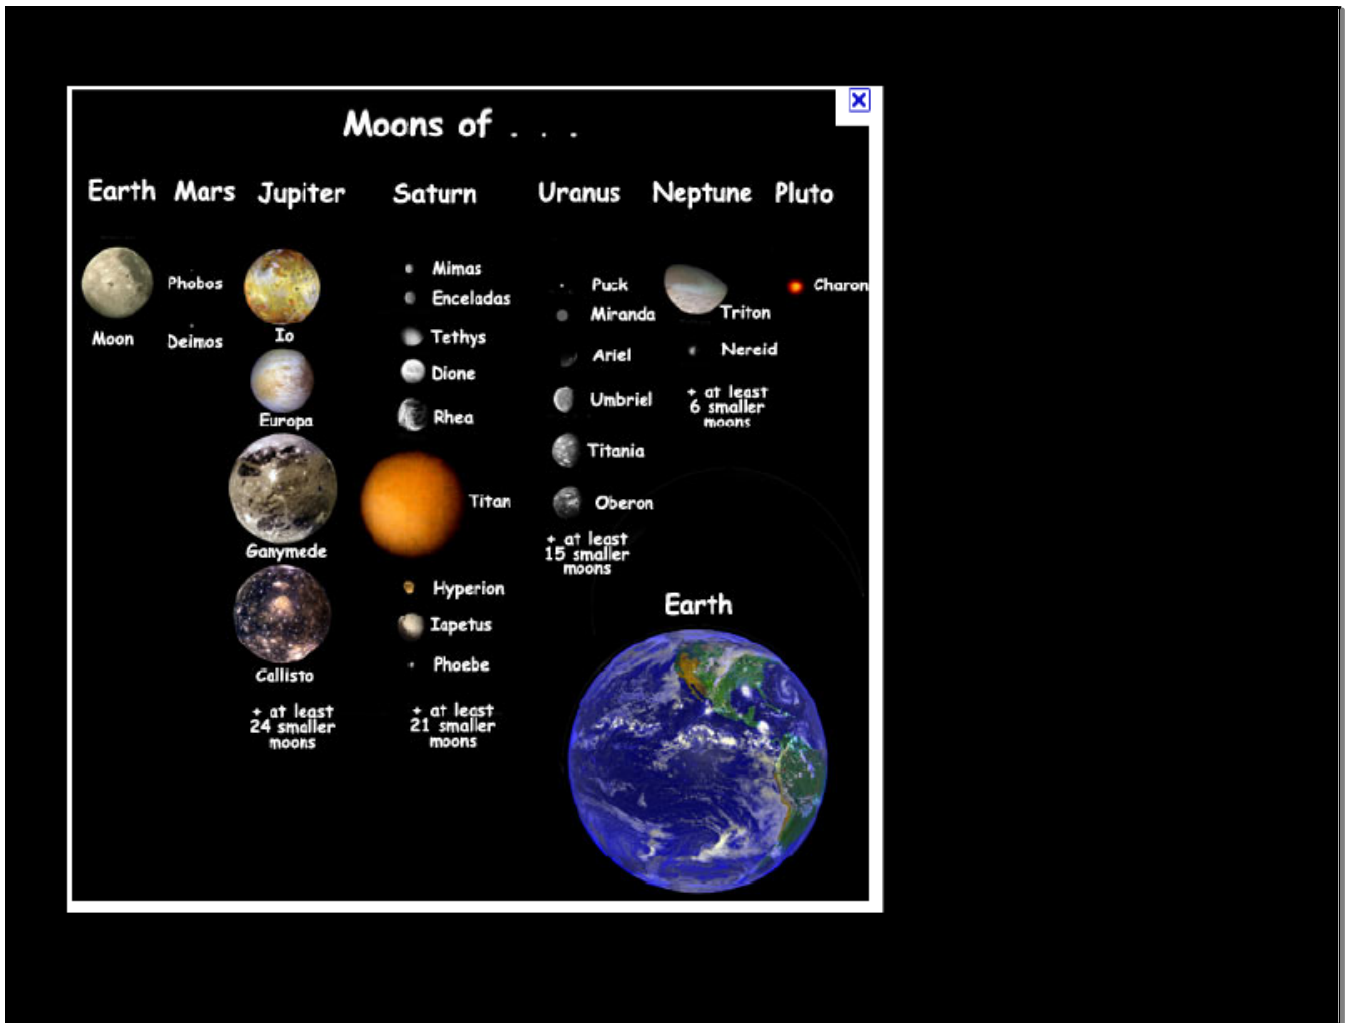 Moons of . . .
Earth Mars Jupiter Saturn Uranus Neptune Pluto
Moon
Phobos
Deimos
Io
Europa
Ganymede
Callisto
+ at least
24 smaller
moons
Mimas
Enceladas
Tethys
Dione
Rhea
Titan
Hyperion
Iapetus
Phoebe
+ at least
21 smaller
moons
Puck
Miranda
Ariel
Umbriel
Titania
Oberon
+ at least
15 smaller
moons
Triton
Nereid
+ at least
6 smaller
moons
Charon
Earth